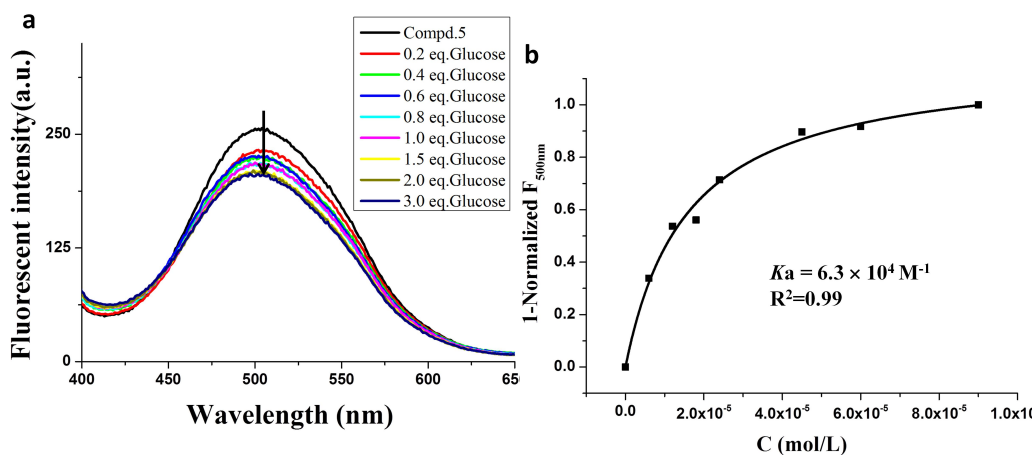 a
Fluorescent intensity(a.u.)
250
125
0
400
450
500
550
600
650
Wavelength (nm)
Compd.5
0.2 eq.Glucose
0.4 eq.Glucose
0.6 eq.Glucose
0.8 eq.Glucose
1.0 eq.Glucose
1.5 eq.Glucose
2.0 eq.Glucose
3.0 eq.Glucose
b
1-Normalized F500nm
1.0
0.8
0.6
0.4
0.2
0.0
Ka = 6.3 × 10⁴ M⁻¹
R²=0.99
0.0
2.0x10⁻⁵
4.0x10⁻⁵
6.0x10⁻⁵
8.0x10⁻⁵
C (mol/L)